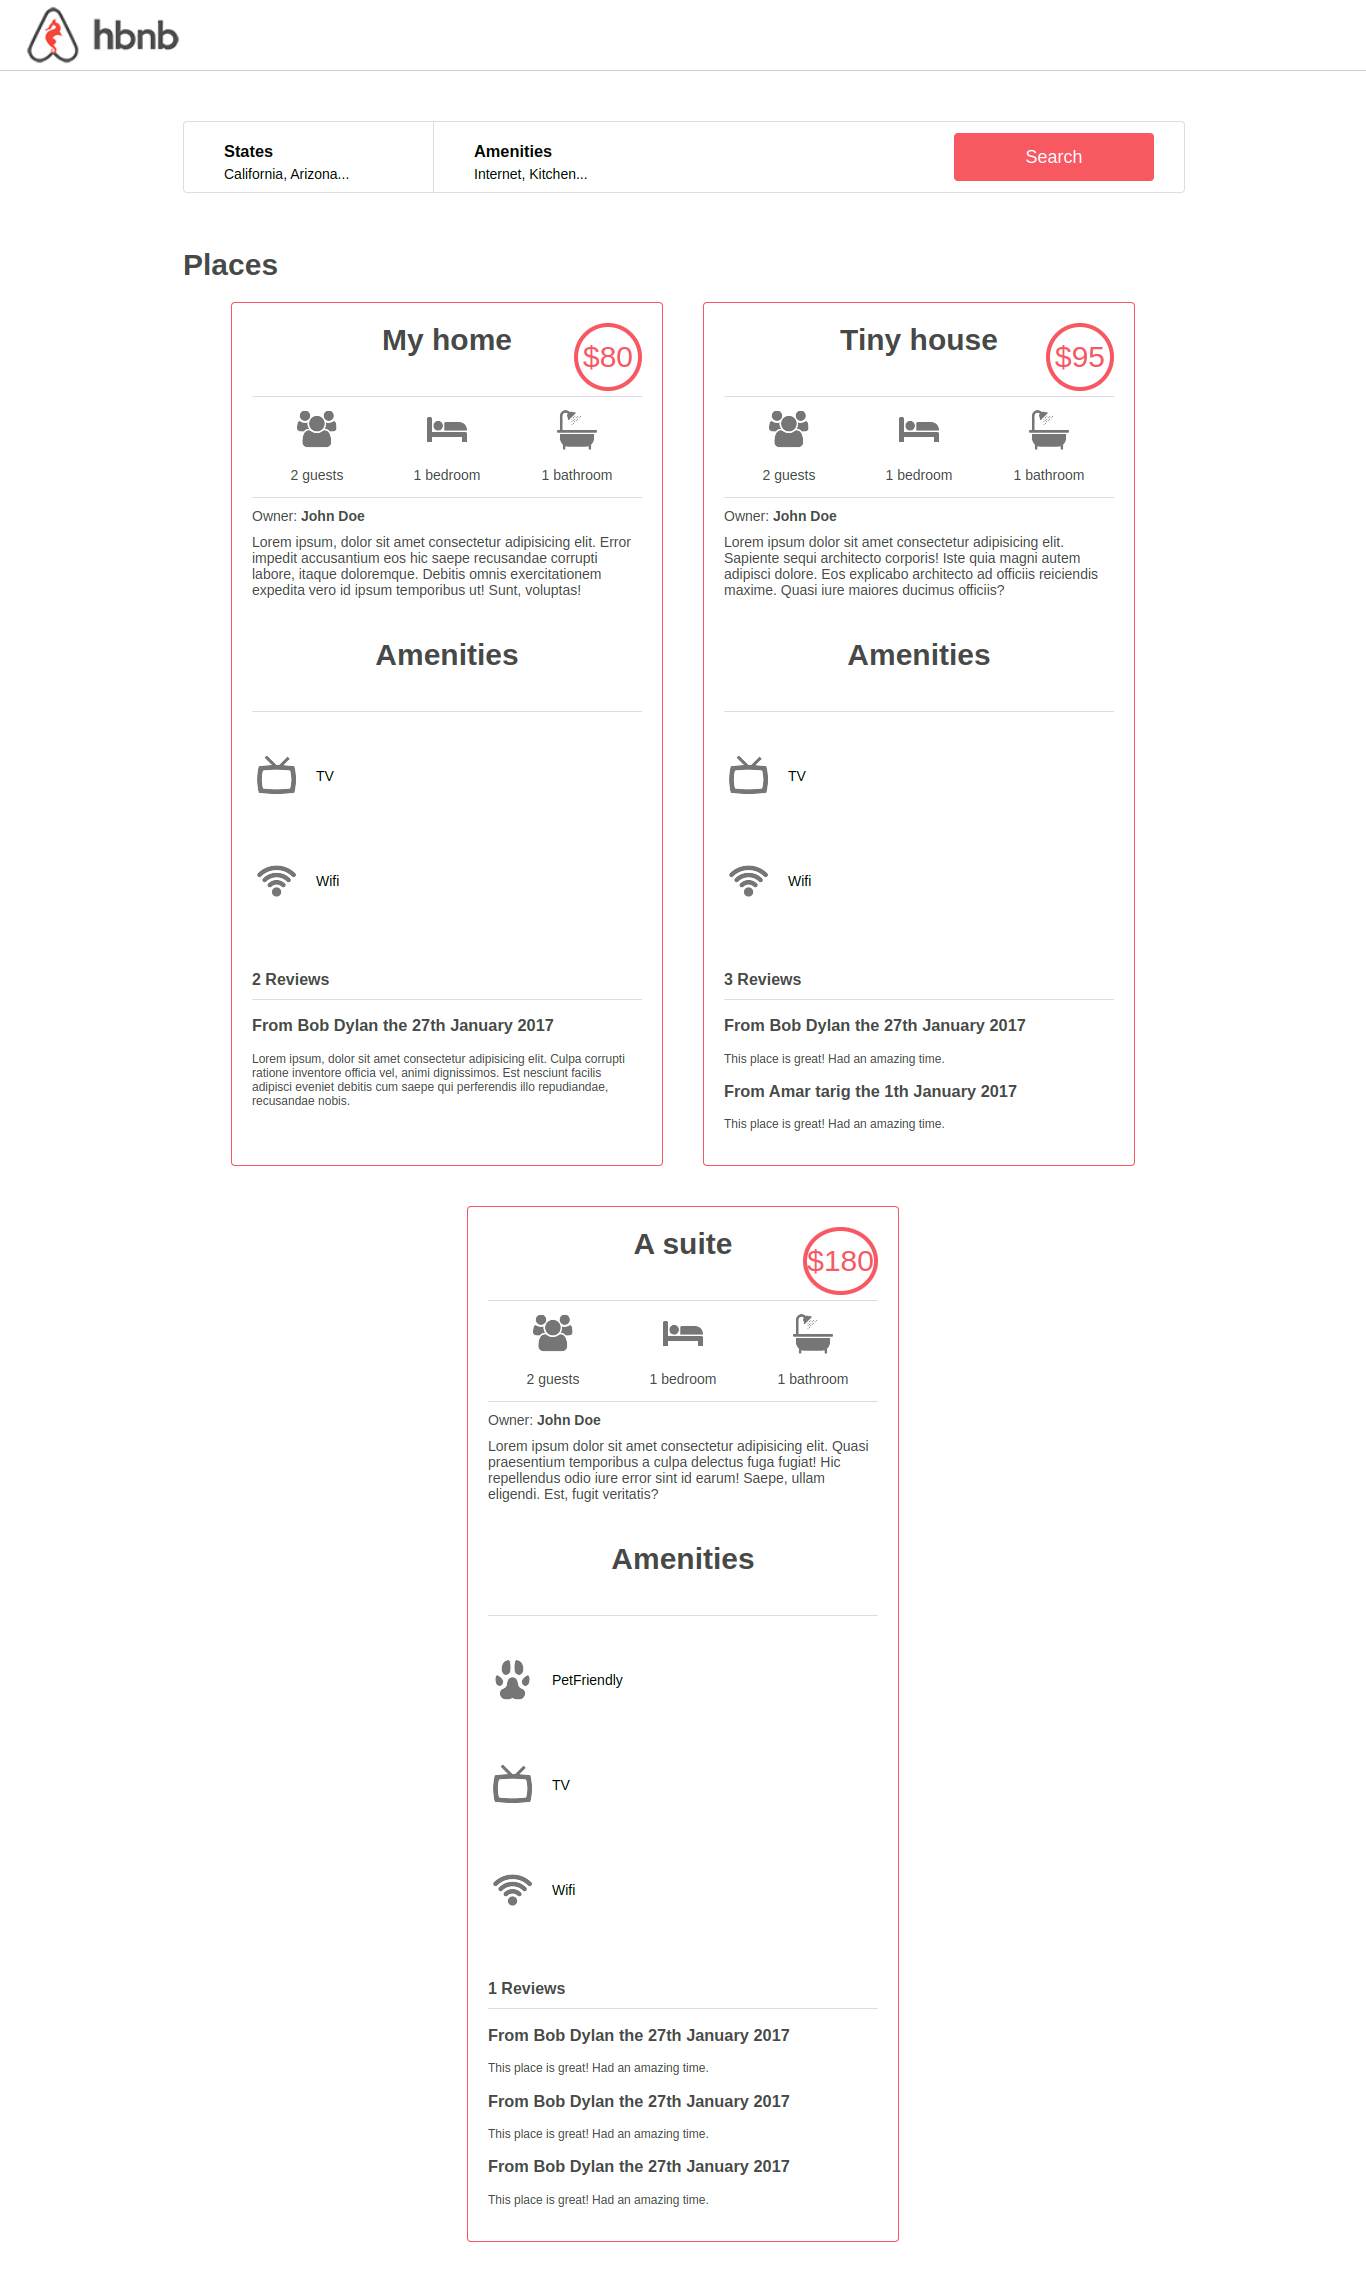 hbnb
States
California, Arizona...
Amenities
Internet, Kitchen...
Search
Places
My home
$80
2 guests
1 bedroom
1 bathroom
Owner: John Doe
Lorem ipsum, dolor sit amet consectetur adipisicing elit. Error
impedit accusantium eos hic saepe recusandae corrupti
labore, itaque doloremque. Debitis omnis exercitationem
expedita vero id ipsum temporibus ut! Sunt, voluptas!
Amenities
TV
Wifi
2 Reviews
From Bob Dylan the 27th January 2017
Lorem ipsum, dolor sit amet consectetur adipisicing elit. Culpa corrupti
ratione inventore officia vel, animi dignissimos. Est nesciunt facilis
adipisci eveniet debitis cum saepe qui perferendis illo repudiandae,
recusandae nobis.
Tiny house
$95
2 guests
1 bedroom
1 bathroom
Owner: John Doe
Lorem ipsum dolor sit amet consectetur adipisicing elit.
Sapiente sequi architecto corporis! Iste quia magni autem
adipisci dolore. Eos explicabo architecto ad officiis reiciendis
maxime. Quasi iure maiores ducimus officiis?
Amenities
TV
Wifi
3 Reviews
From Bob Dylan the 27th January 2017
This place is great! Had an amazing time.
From Amar tarig the 1th January 2017
This place is great! Had an amazing time.
A suite
$180
2 guests
1 bedroom
1 bathroom
Owner: John Doe
Lorem ipsum dolor sit amet consectetur adipisicing elit. Quasi
praesentium temporibus a culpa delectus fuga fugiat! Hic
repellendus odio iure error sint id earum! Saepe, ullam
eligendi. Est, fugit veritatis?
Amenities
PetFriendly
TV
Wifi
1 Reviews
From Bob Dylan the 27th January 2017
This place is great! Had an amazing time.
From Bob Dylan the 27th January 2017
This place is great! Had an amazing time.
From Bob Dylan the 27th January 2017
This place is great! Had an amazing time.